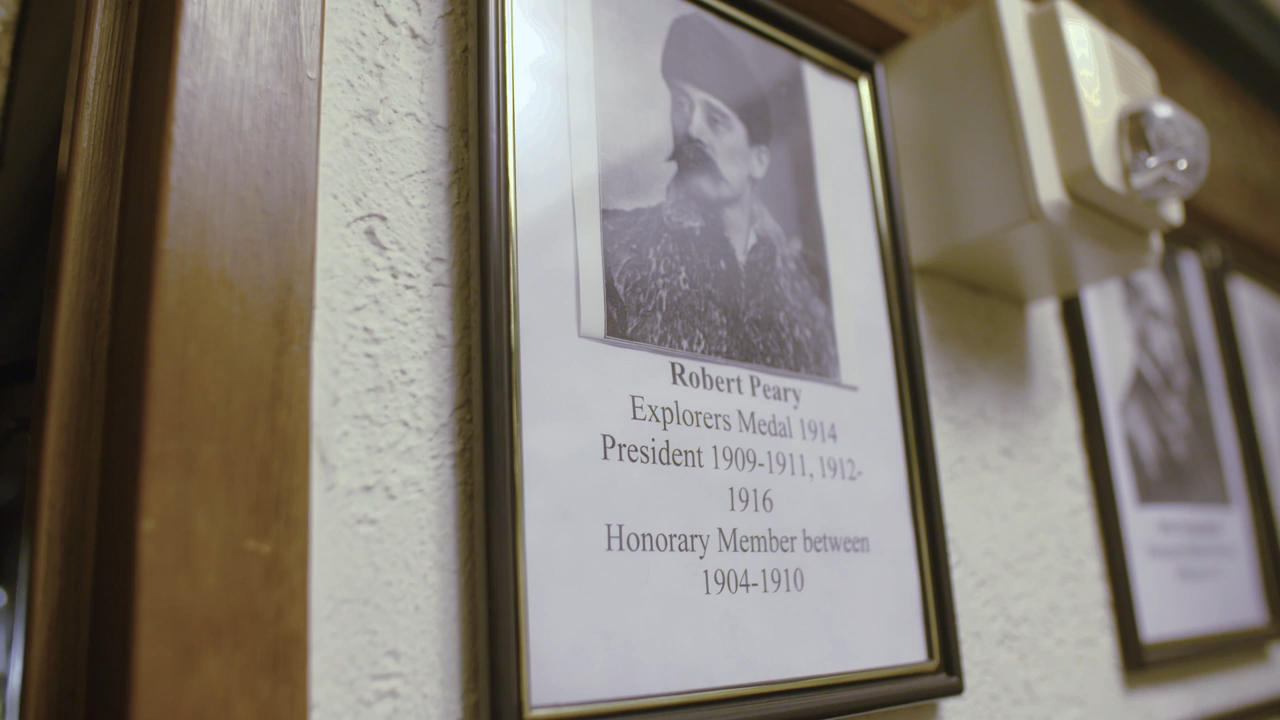 Robert Peary
Explorers Medal 1914
President 1909-1911, 1912-
1916
Honorary Member between
1904-1910